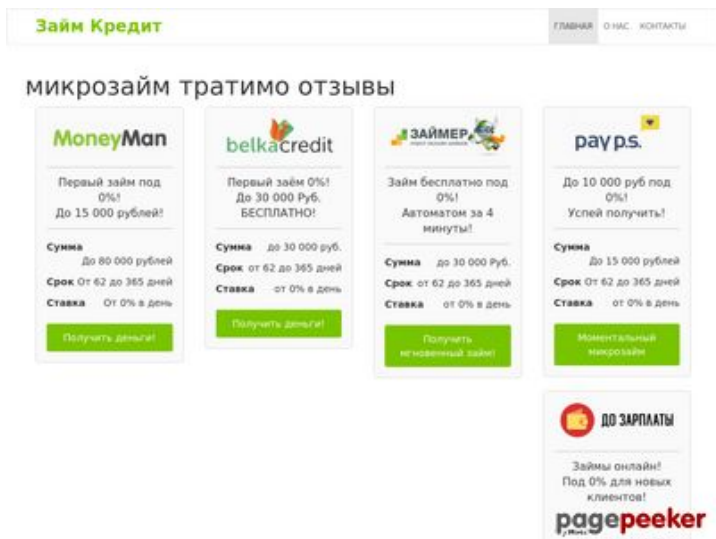 Займ Кредит
ГЛАВНАЯ О НАС. КОНТАКТЫ
микрозайм тратимо отзывы
MoneyMan
Первый займ под
0%!
До 15 000 рублей!
Сумма
До 80 000 рублей
Срок От 62 до 365 дней
Ставка От 0% в день
Получить деньги!
belkacredit
Первый заём 0%!
До 30 000 Руб.
БЕСПЛАТНО!
Сумма до 30 000 руб.
Срок от 62 до 365 дней
Ставка от 0% в день
Получить деньги!
ЗАЙМЕР
Займ бесплатно под
0%!
Автоматом за 4
минуты!
Сумма до 30 000 Руб.
Срок от 62 до 365 дней
Ставка от 0% в день
Получить
мгновенный займ!
pay p.s.
До 10 000 руб под
0%!
Успей получить!
Сумма
До 15 000 рублей
Срок От 62 до 365 дней
Ставка от 0% в день
Моментальный
микрозайм
ДО ЗАРПЛАТЫ
Займы онлайн!
Под 0% для новых
клиентов!
pagepeeker